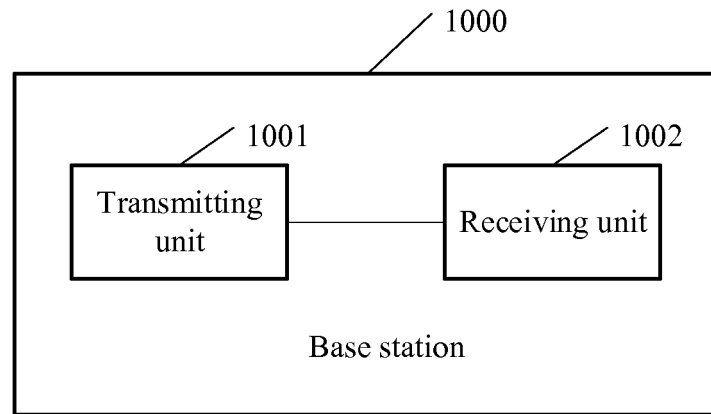 1000
1001
1002
Transmitting
unit
Receiving unit
Base station